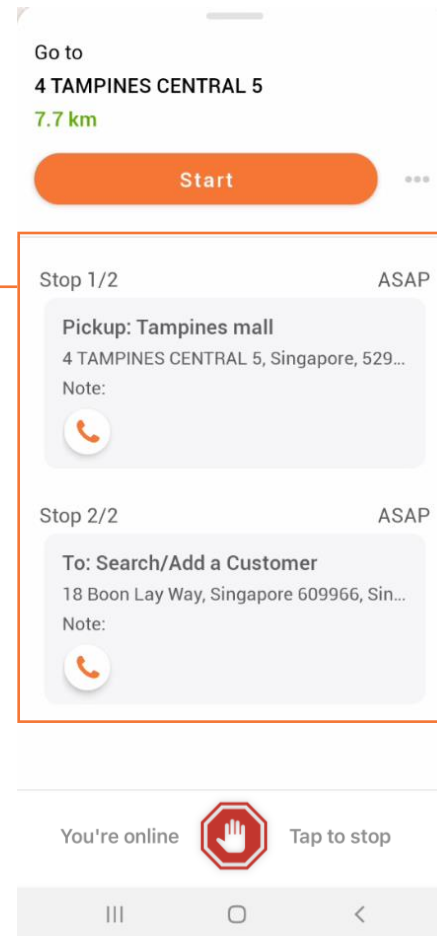 Go to
4 TAMPINES CENTRAL 5
7.7 km
Start
Stop 1/2 ASAP
Pickup: Tampines mall
4 TAMPINES CENTRAL 5, Singapore, 529...
Note:
Stop 2/2 ASAP
To: Search/Add a Customer
18 Boon Lay Way, Singapore 609966, Sin...
Note:
You're online Tap to stop